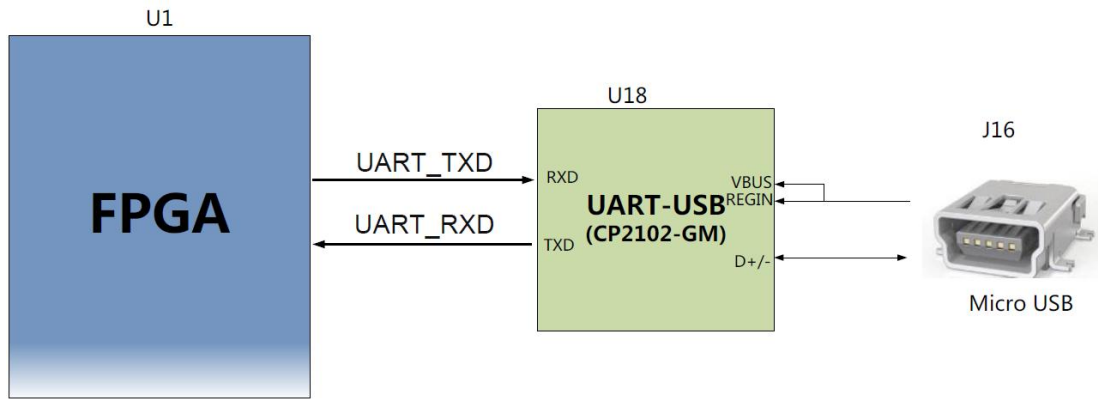 U1
FPGA
UART_TXD
UART_RXD
U18
RXD
TXD
UART-USB
(CP2102-GM)
VBUS
REGIN
D+/-
J16
Micro USB